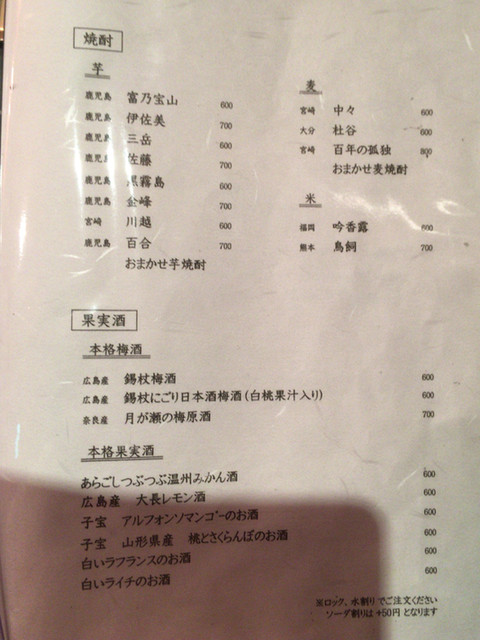 焼酎
芋
鹿児島 富乃宝山 600
鹿児島 伊佐美 700
鹿児島 三岳 600
鹿児島 佐藤 700
鹿児島 黒霧島 600
鹿児島 金峰 700
宮崎 川越 600
鹿児島 百合 700
おまかせ芋焼酎
麦
宮崎 中々 600
大分 杜谷 600
宮崎 百年の孤独 800
おまかせ麦焼酎
米
福岡 吟香露 600
熊本 鳥飼 700
果実酒
本格梅酒
広島産 錫杖梅酒 600
広島産 錫杖にごり日本酒梅酒(白桃果汁入り) 600
奈良産 月が瀬の梅原酒 700
本格果実酒
あらごしつぶつぶ温州みかん酒 600
広島産 大長レモン酒 600
子宝 アルフォンソマンゴーのお酒 600
子宝 山形県産 桃とさくらんぼのお酒 600
白いラフランスのお酒 600
白いライチのお酒 600
※ロック、水割りでご注文ください
ソーダ割りは+50円となります